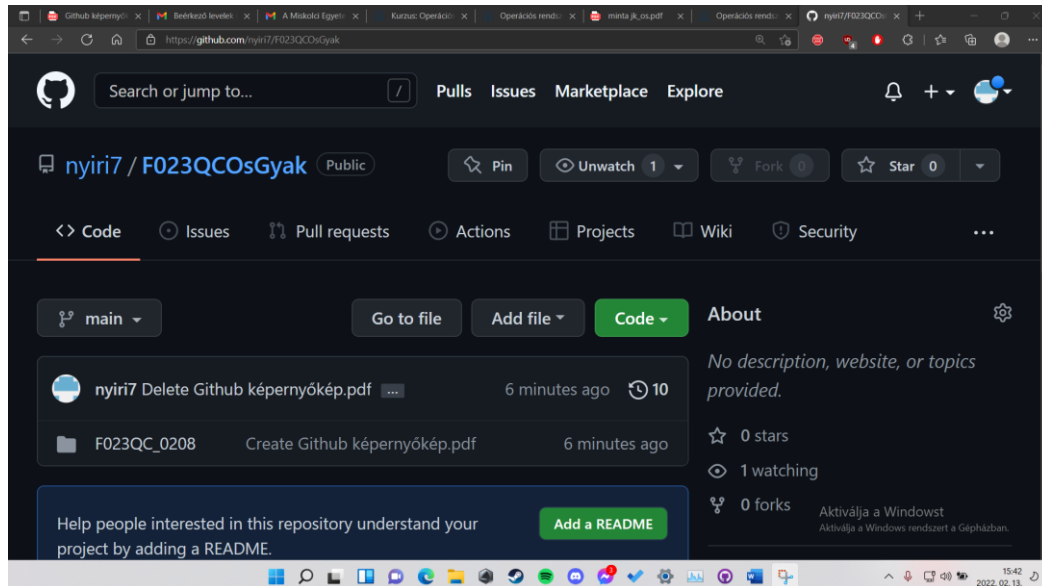 Github képernyők Beérkező levelek A Miskolci Egyete Kurzus: Operáció Operációs rendsz minta jk_os.pdf Operációs rendsz nyiri7/F023QCOs
https://github.com/nyiri7/F023QCOsGyak
Search or jump to... / Pulls Issues Marketplace Explore
nyiri7 / F023QCOsGyak Public Pin Unwatch 1 Fork 0 Star 0
<> Code Issues Pull requests Actions Projects Wiki Security ...
main Go to file Add file Code About
No description, website, or topics
provided.
nyiri7 Delete Github képernyőkép.pdf ... 6 minutes ago 10
F023QC_0208 Create Github képernyőkép.pdf 6 minutes ago
0 stars
1 watching
0 forks
Help people interested in this repository understand your
project by adding a README.
Add a README
Aktiválja a Windowst
Aktiválja a Windows rendszert a Gépházban.
15:42
2022. 02. 13.